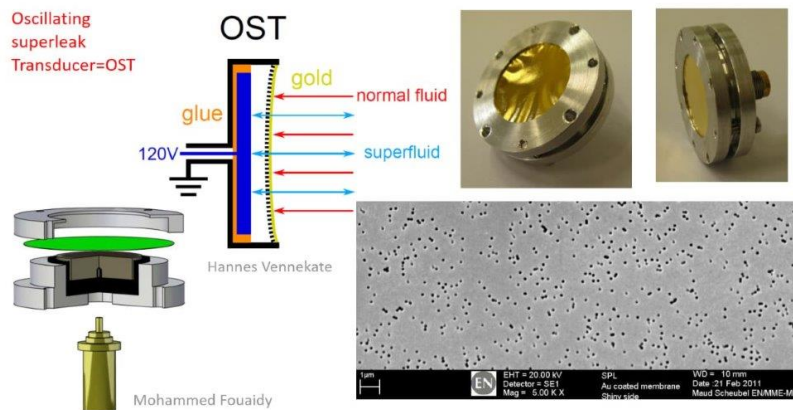 Oscillating
superleak
Transducer=OST
OST
glue
gold
normal fluid
120V
superfluid
Hannes Vennekate
Mohammed Fouaidy
1µm
EN
EHT = 20.00 kV
Detector = SE1
Mag = 5.00 K X
SPL
Au coated membrane
Shiny side
WD = 10 mm
Date :21 Feb 2011
Maud Scheubel EN/MME-M